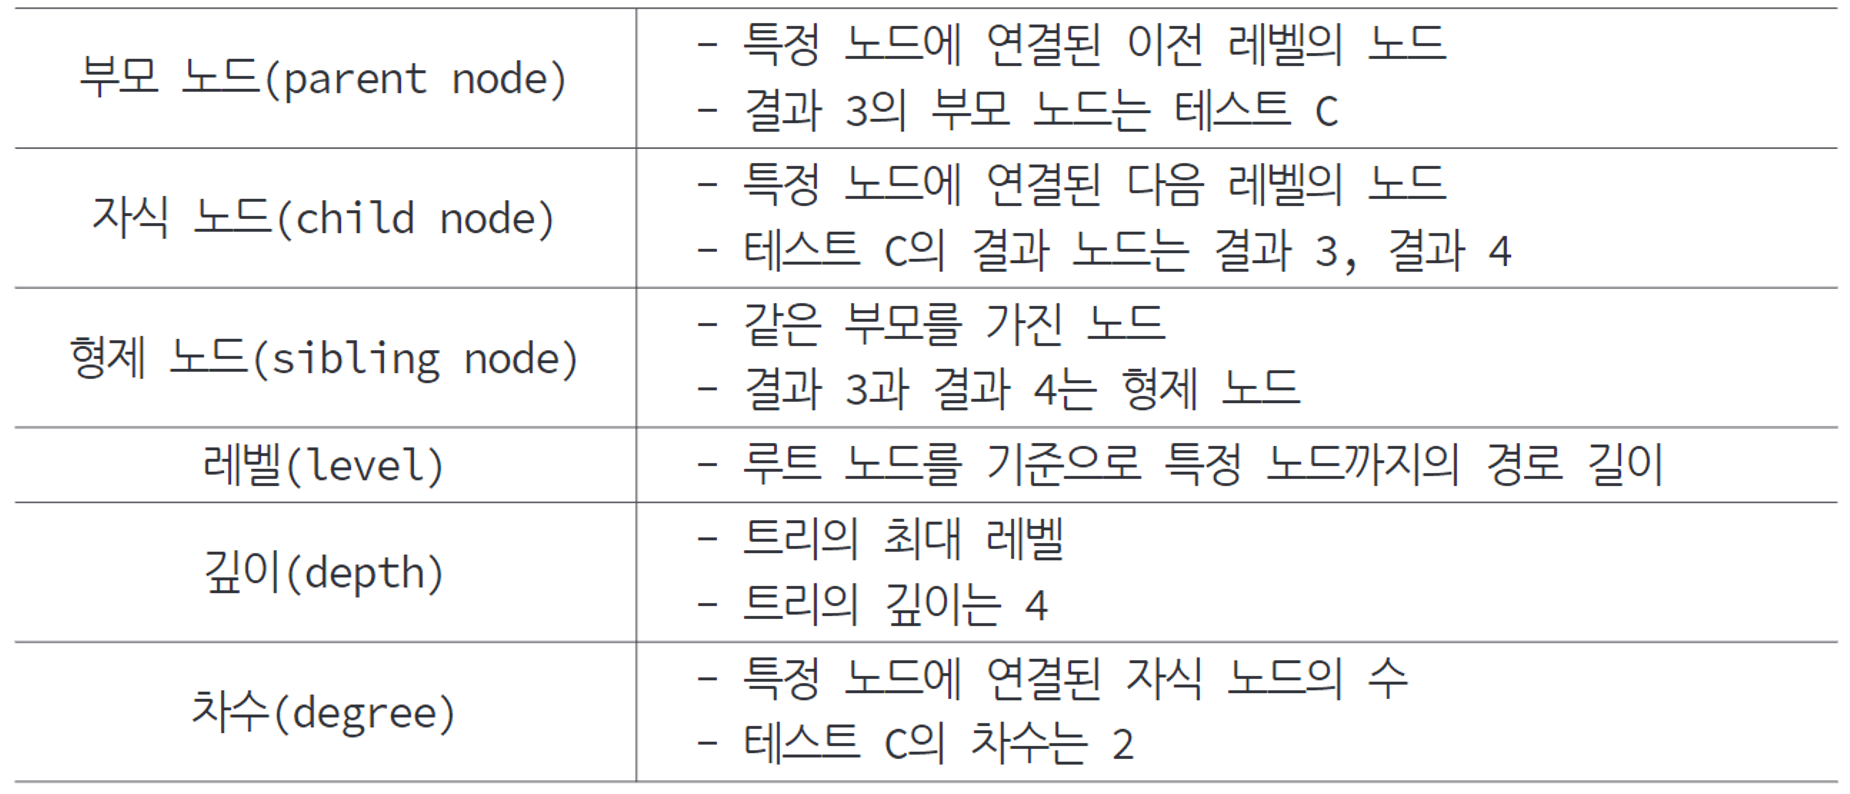 부모 노드(parent node)
- 특정 노드에 연결된 이전 레벨의 노드
- 결과 3의 부모 노드는 테스트 C
자식 노드(child node)
- 특정 노드에 연결된 다음 레벨의 노드
- 테스트 C의 결과 노드는 결과 3, 결과 4
형제 노드(sibling node)
- 같은 부모를 가진 노드
- 결과 3과 결과 4는 형제 노드
레벨(level)
- 루트 노드를 기준으로 특정 노드까지의 경로 길이
깊이(depth)
- 트리의 최대 레벨
- 트리의 깊이는 4
차수(degree)
- 특정 노드에 연결된 자식 노드의 수
- 테스트 C의 차수는 2